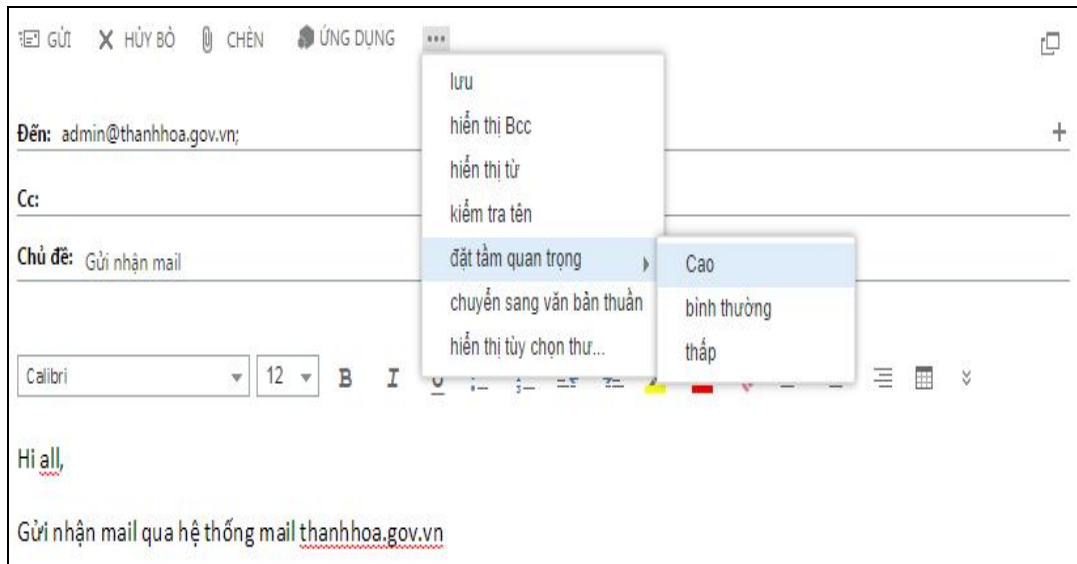 GỬI HỦY BỎ CHÈN ỨNG DỤNG ...
lưu
hiển thị Bcc
hiển thị từ
kiểm tra tên
đặt tầm quan trọng
chuyển sang văn bản thuần
hiển thị tùy chọn thư...
Cao
bình thường
thấp
Đến: admin@thanhhoa.gov.vn;
Cc:
Chủ đề: Gửi nhận mail
Calibri 12 B I U
Hi all,
Gửi nhận mail qua hệ thống mail thanhhoa.gov.vn